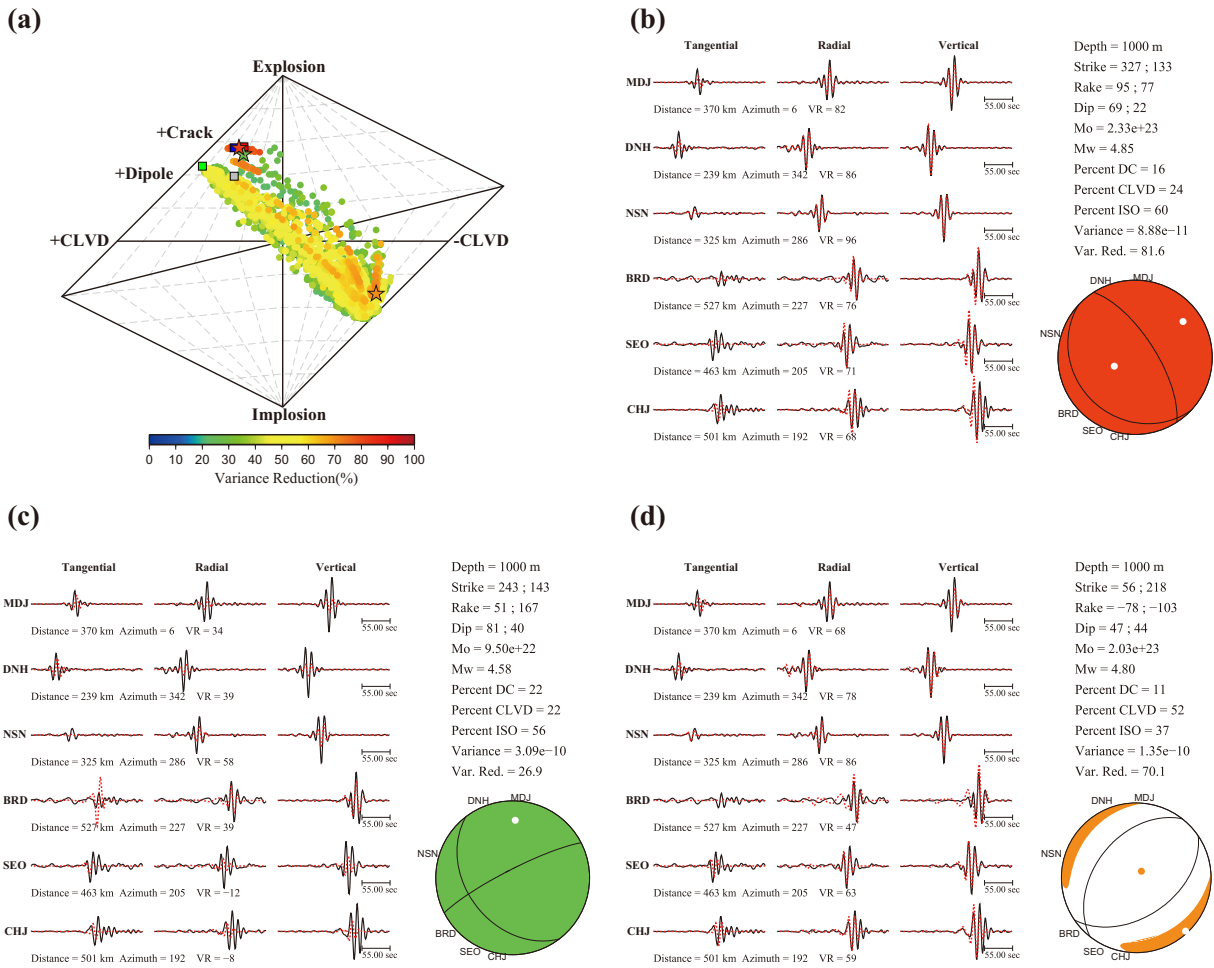 (a)
Explosion
+Crack
+Dipole
+CLVD
-CLVD
Implosion
0 10 20 30 40 50 60 70 80 90 100
Variance Reduction(%)
(b)
Tangential Radial Vertical
MDJ
55.00 sec
Distance = 370 km Azimuth = 6 VR = 82
DNH
55.00 sec
Distance = 239 km Azimuth = 342 VR = 86
NSN
55.00 sec
Distance = 325 km Azimuth = 286 VR = 96
BRD
55.00 sec
Distance = 527 km Azimuth = 227 VR = 76
SEO
55.00 sec
Distance = 463 km Azimuth = 205 VR = 71
CHJ
55.00 sec
Distance = 501 km Azimuth = 192 VR = 68
Depth = 1000 m
Strike = 327 ; 133
Rake = 95 ; 77
Dip = 69 ; 22
Mo = 2.33e+23
Mw = 4.85
Percent DC = 16
Percent CLVD = 24
Percent ISO = 60
Variance = 8.88e−11
Var. Red. = 81.6
MDJ
DNH
NSN
BRD
SEO
CHJ
(c)
Tangential Radial Vertical
MDJ
55.00 sec
Distance = 370 km Azimuth = 6 VR = 34
DNH
55.00 sec
Distance = 239 km Azimuth = 342 VR = 39
NSN
55.00 sec
Distance = 325 km Azimuth = 286 VR = 58
BRD
55.00 sec
Distance = 527 km Azimuth = 227 VR = 39
SEO
55.00 sec
Distance = 463 km Azimuth = 205 VR = −12
CHJ
55.00 sec
Distance = 501 km Azimuth = 192 VR = −8
Depth = 1000 m
Strike = 243 ; 143
Rake = 51 ; 167
Dip = 81 ; 40
Mo = 9.50e+22
Mw = 4.58
Percent DC = 22
Percent CLVD = 22
Percent ISO = 56
Variance = 3.09e−10
Var. Red. = 26.9
MDJ
DNH
NSN
BRD
SEO
CHJ
(d)
Tangential Radial Vertical
MDJ
55.00 sec
Distance = 370 km Azimuth = 6 VR = 68
DNH
55.00 sec
Distance = 239 km Azimuth = 342 VR = 78
NSN
55.00 sec
Distance = 325 km Azimuth = 286 VR = 86
BRD
55.00 sec
Distance = 527 km Azimuth = 227 VR = 47
SEO
55.00 sec
Distance = 463 km Azimuth = 205 VR = 63
CHJ
55.00 sec
Distance = 501 km Azimuth = 192 VR = 59
Depth = 1000 m
Strike = 56 ; 218
Rake = −78 ; −103
Dip = 47 ; 44
Mo = 2.03e+23
Mw = 4.80
Percent DC = 11
Percent CLVD = 52
Percent ISO = 37
Variance = 1.35e−10
Var. Red. = 70.1
MDJ
DNH
NSN
BRD
SEO
CHJ